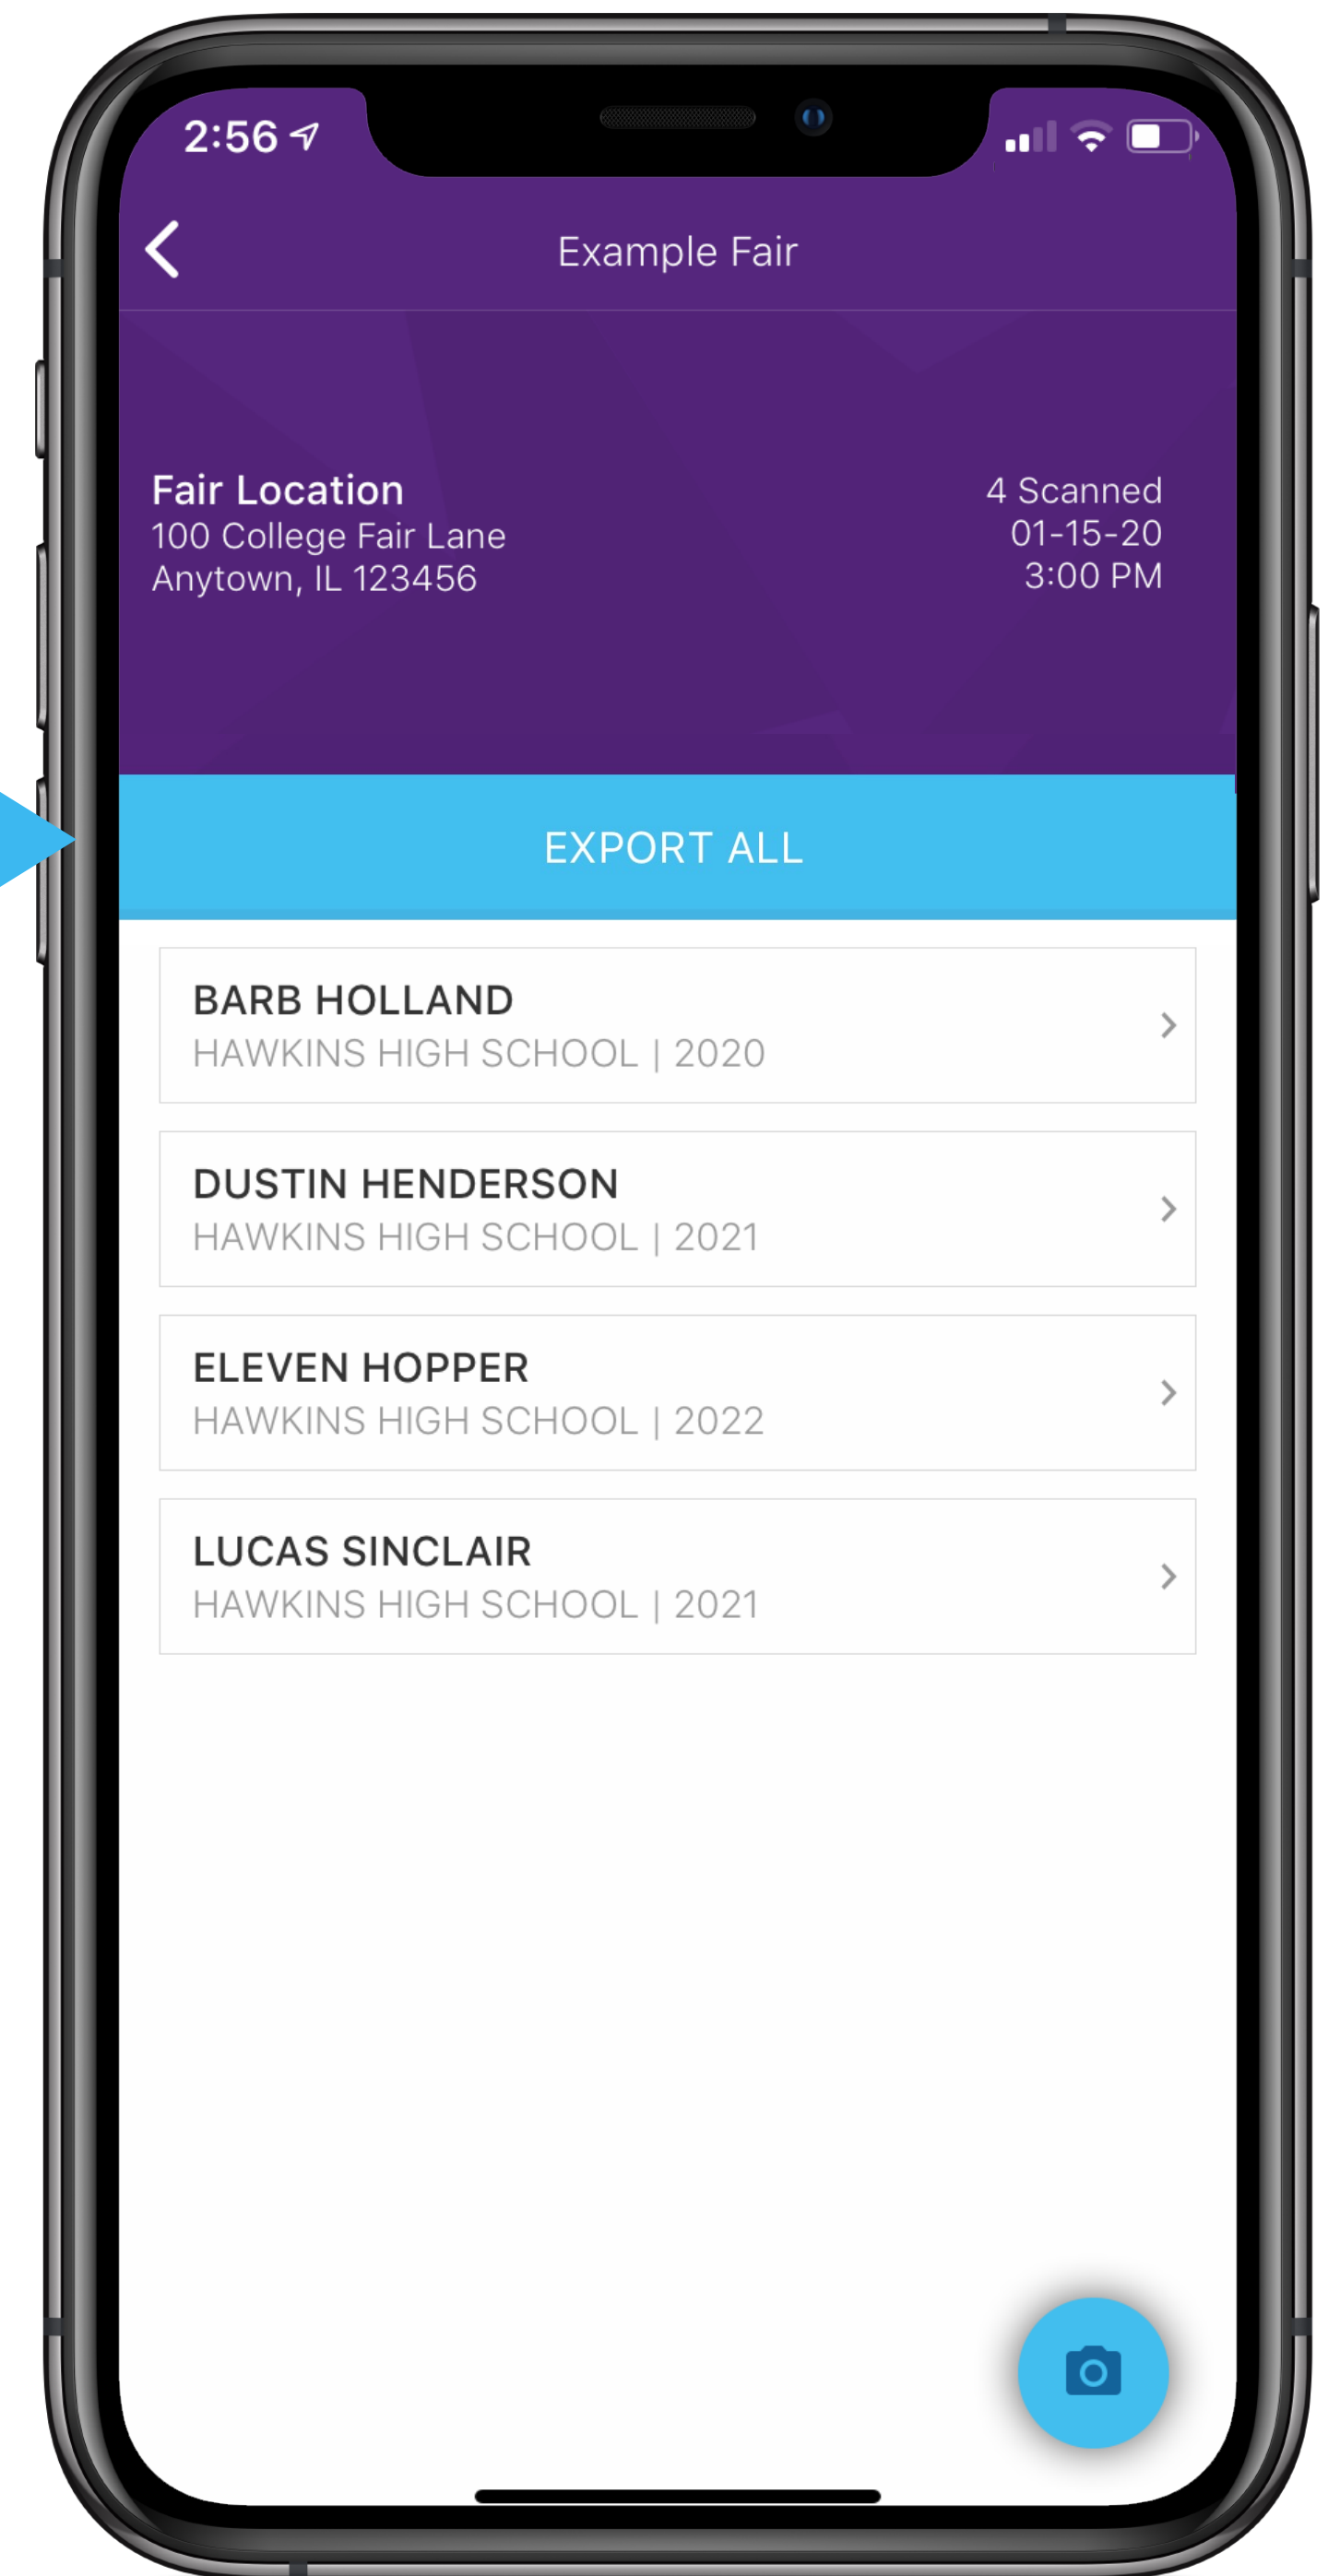 2:56
Example Fair
Fair Location
100 College Fair Lane
Anytown, IL 123456
4 Scanned
01-15-20
3:00 PM
EXPORT ALL
BARB HOLLAND
HAWKINS HIGH SCHOOL | 2020
DUSTIN HENDERSON
HAWKINS HIGH SCHOOL | 2021
ELEVEN HOPPER
HAWKINS HIGH SCHOOL | 2022
LUCAS SINCLAIR
HAWKINS HIGH SCHOOL | 2021